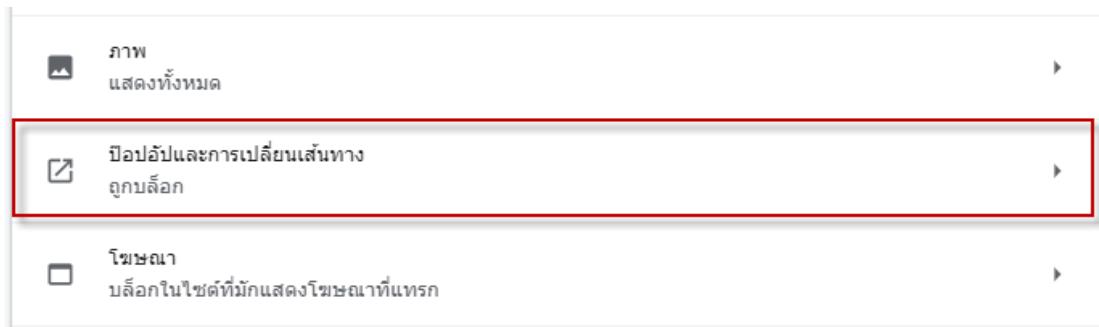 ภาพ
แสดงทั้งหมด
ป๊อปอัปและการเปลี่ยนเส้นทาง
ถูกบล็อก
โฆษณา
บล็อกในไซต์ที่มักแสดงโฆษณาที่แทรก